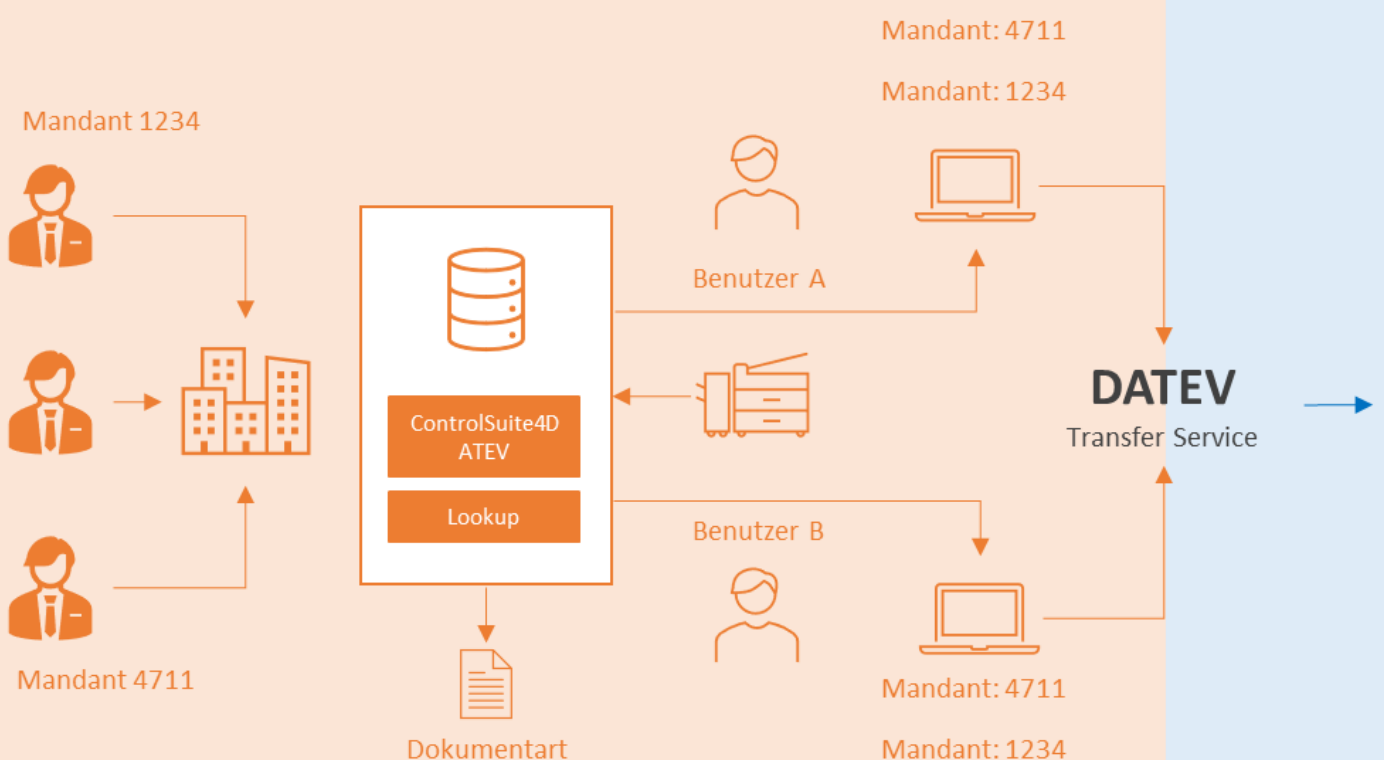 Mandant: 4711
Mandant: 1234
Mandant 1234
Benutzer A
ControlSuite4D
ATEV
Lookup
DATEV
Transfer Service
Benutzer B
Mandant 4711
Mandant: 4711
Dokumentart
Mandant: 1234